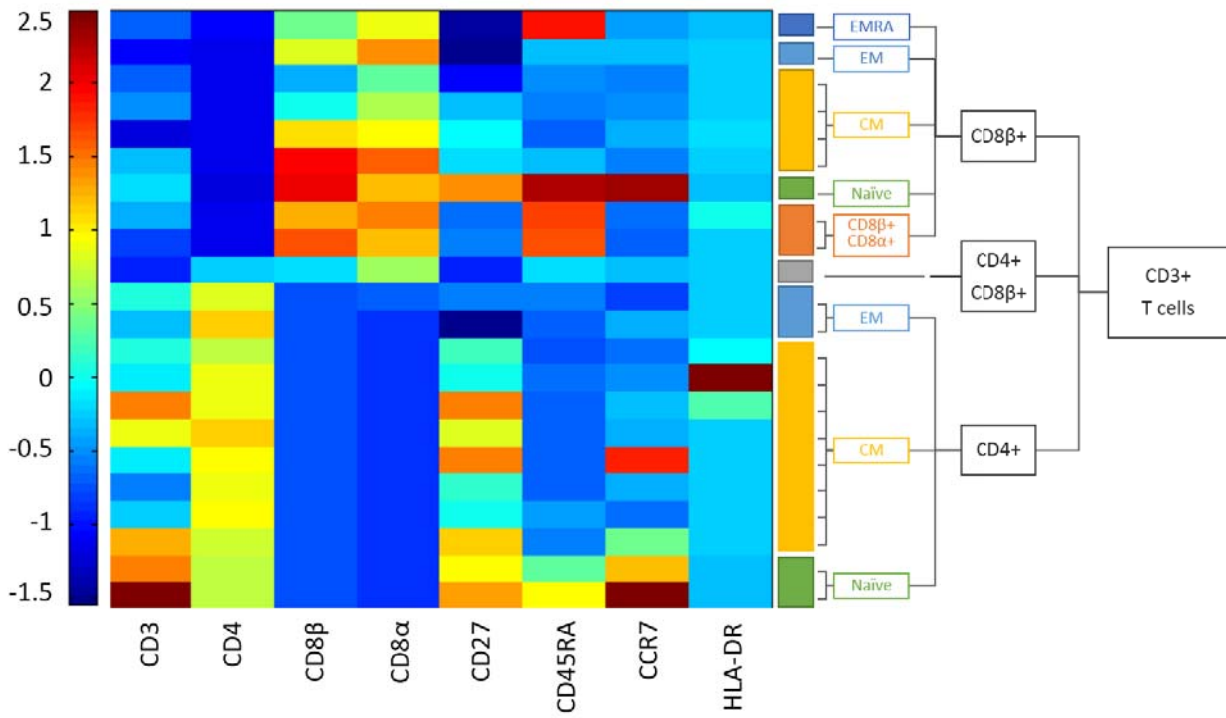 2.5
2
1.5
1
0.5
0
-0.5
-1
-1.5
CD3
CD4
CD8β
CD8α
CD27
CD45RA
CCR7
HLA-DR
EMRA
EM
CM
Naïve
CD8β+
CD8α+
EM
CM
Naïve
CD8β+
CD4+
CD8β+
CD4+
CD3+
T cells